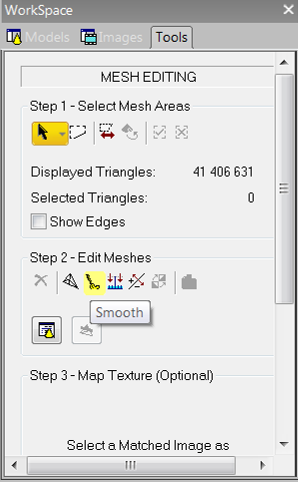 WorkSpace
Models Images Tools
MESH EDITING
Step 1 - Select Mesh Areas
Displayed Triangles: 41 406 631
Selected Triangles: 0
Show Edges
Step 2 - Edit Meshes
Smooth
Step 3 - Map Texture (Optional)
Select a Matched Image as